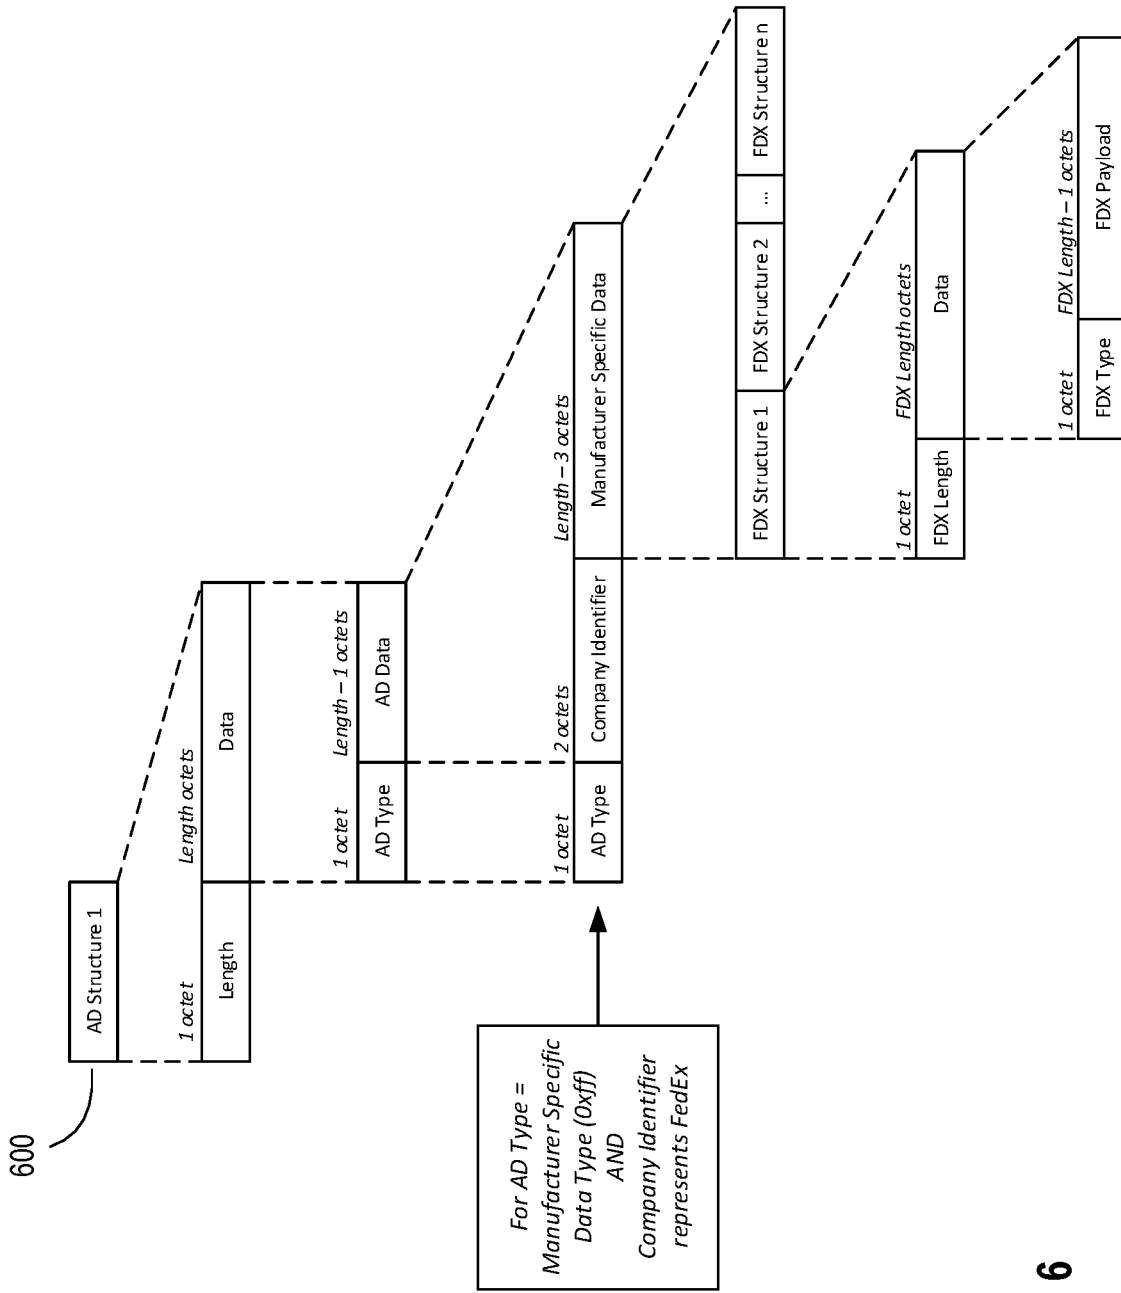 600
AD Structure 1
1 octet
Length octets
Length
Data
1 octet
Length – 1 octets
AD Type
AD Data
For AD Type =
Manufacturer Specific
Data Type (0xff)
AND
Company Identifier
represents FedEx
1 octet
2 octets
Length – 3 octets
AD Type
Company Identifier
Manufacturer Specific Data
FDX Structure 1
FDX Structure 2
...
FDX Structure n
1 octet
FDX Length octets
FDX Length
Data
1 octet
FDX Length – 1 octets
FDX Type
FDX Payload
6